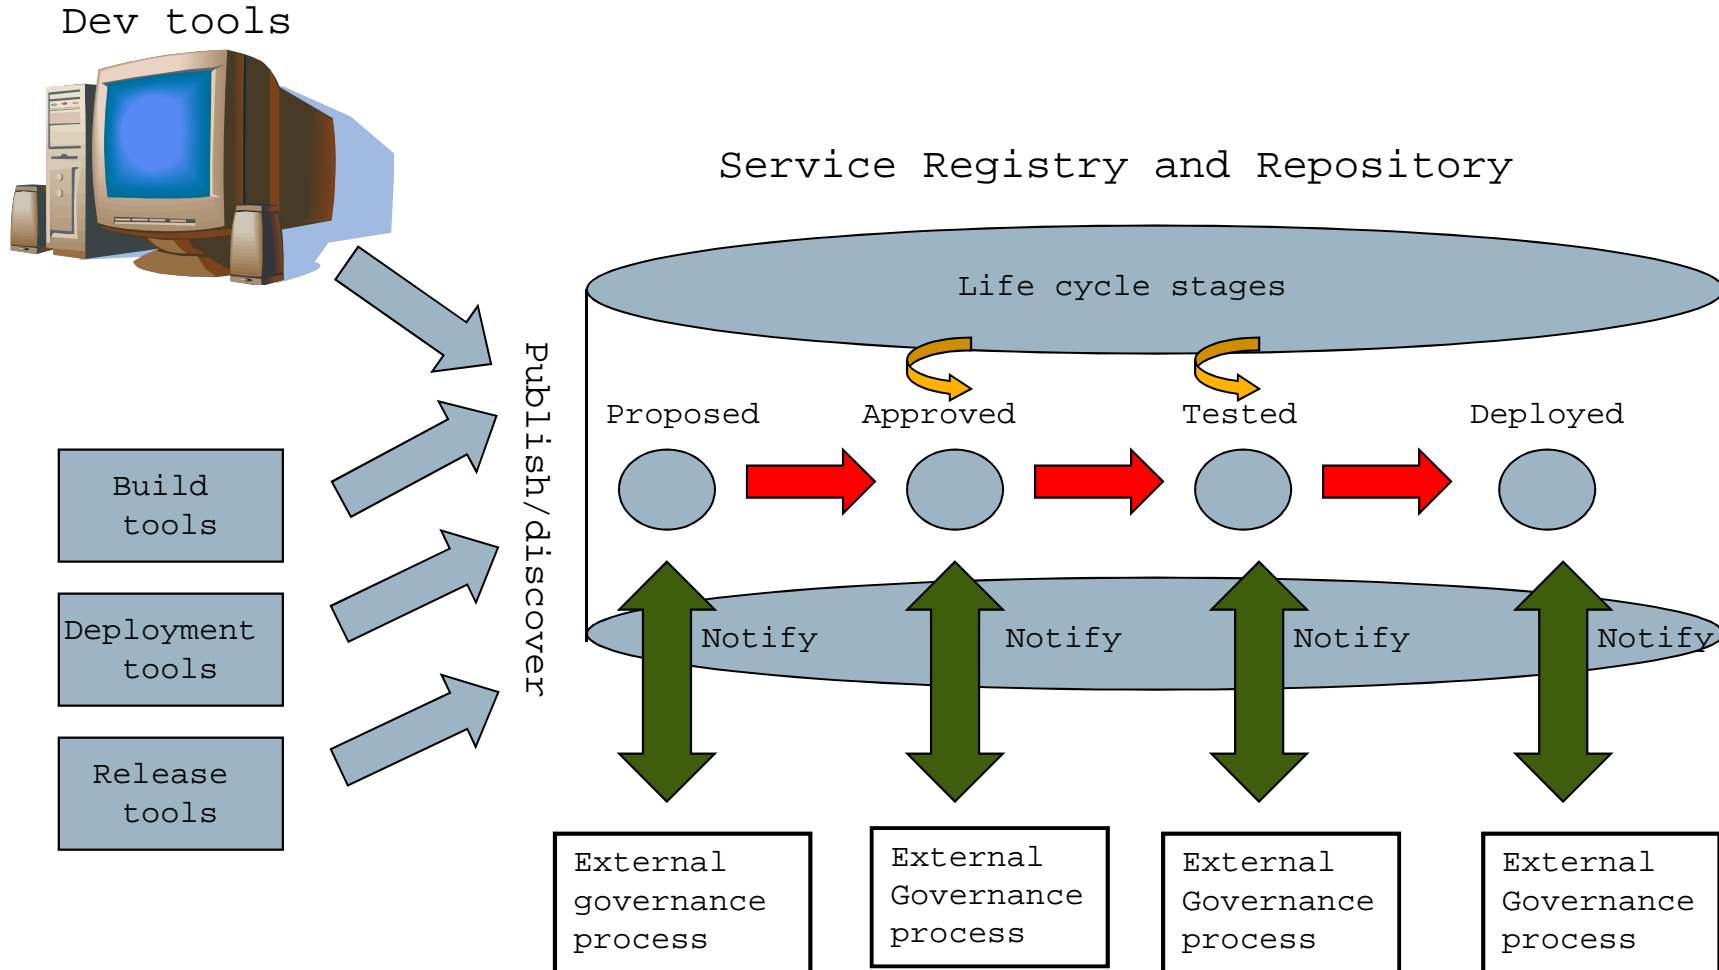 Dev tools
Service Registry and Repository
Life cycle stages
Publish/discover
Proposed
Approved
Tested
Deployed
Build
tools
Deployment
tools
Release
tools
Notify
Notify
Notify
Notify
External
governance
process
External
Governance
process
External
Governance
process
External
Governance
process